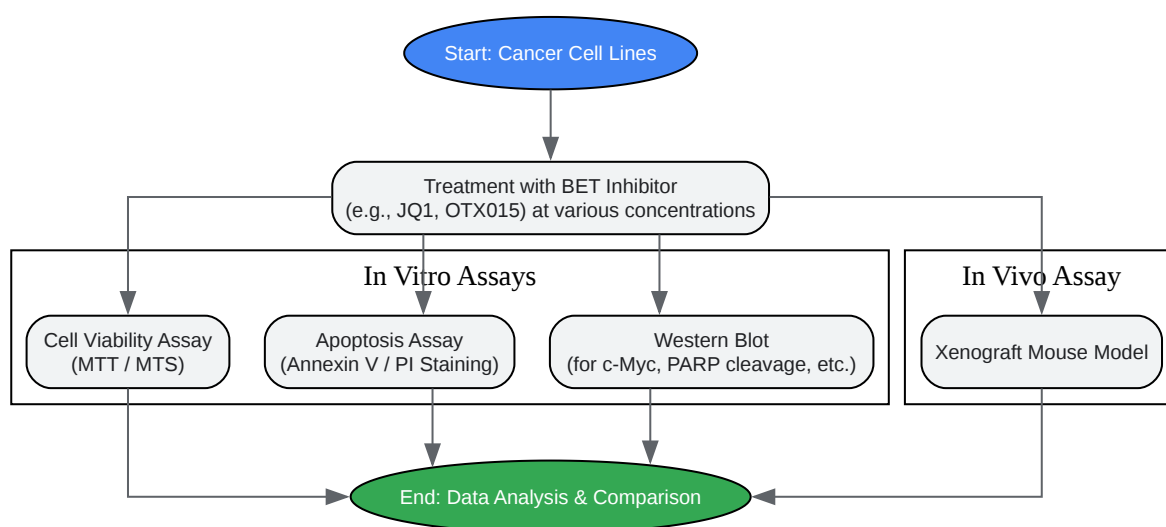 Start: Cancer Cell Lines
Treatment with BET Inhibitor
(e.g., JQ1, OTX015) at various concentrations
In Vitro Assays
In Vivo Assay
Cell Viability Assay
(MTT / MTS)
Apoptosis Assay
(Annexin V / PI Staining)
Western Blot
(for c-Myc, PARP cleavage, etc.)
Xenograft Mouse Model
End: Data Analysis & Comparison